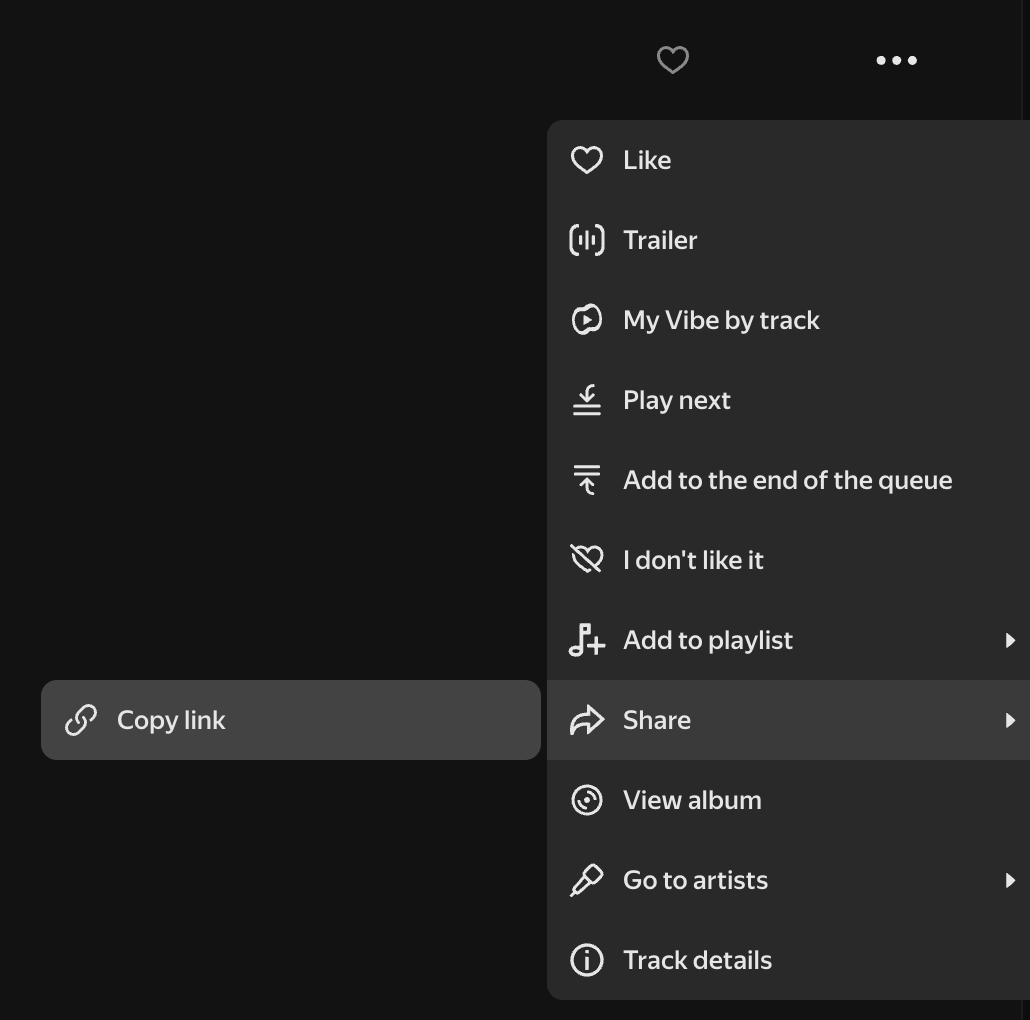 Like
Trailer
My Vibe by track
Play next
Add to the end of the queue
I don't like it
Add to playlist
Copy link
Share
View album
Go to artists
Track details